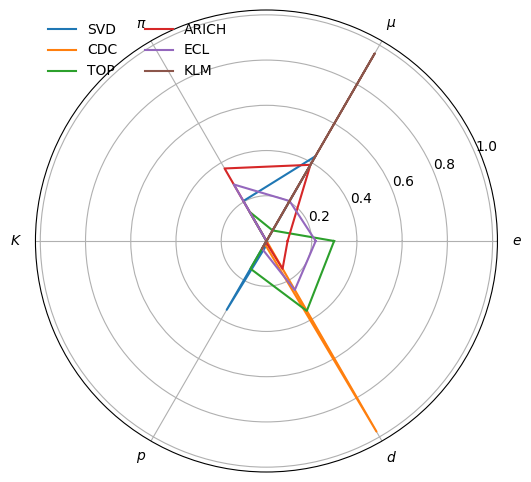 π
μ
SVD ARICH
CDC ECL
TOP KLM
1.0
0.8
0.6
0.4
0.2
K
e
p
d